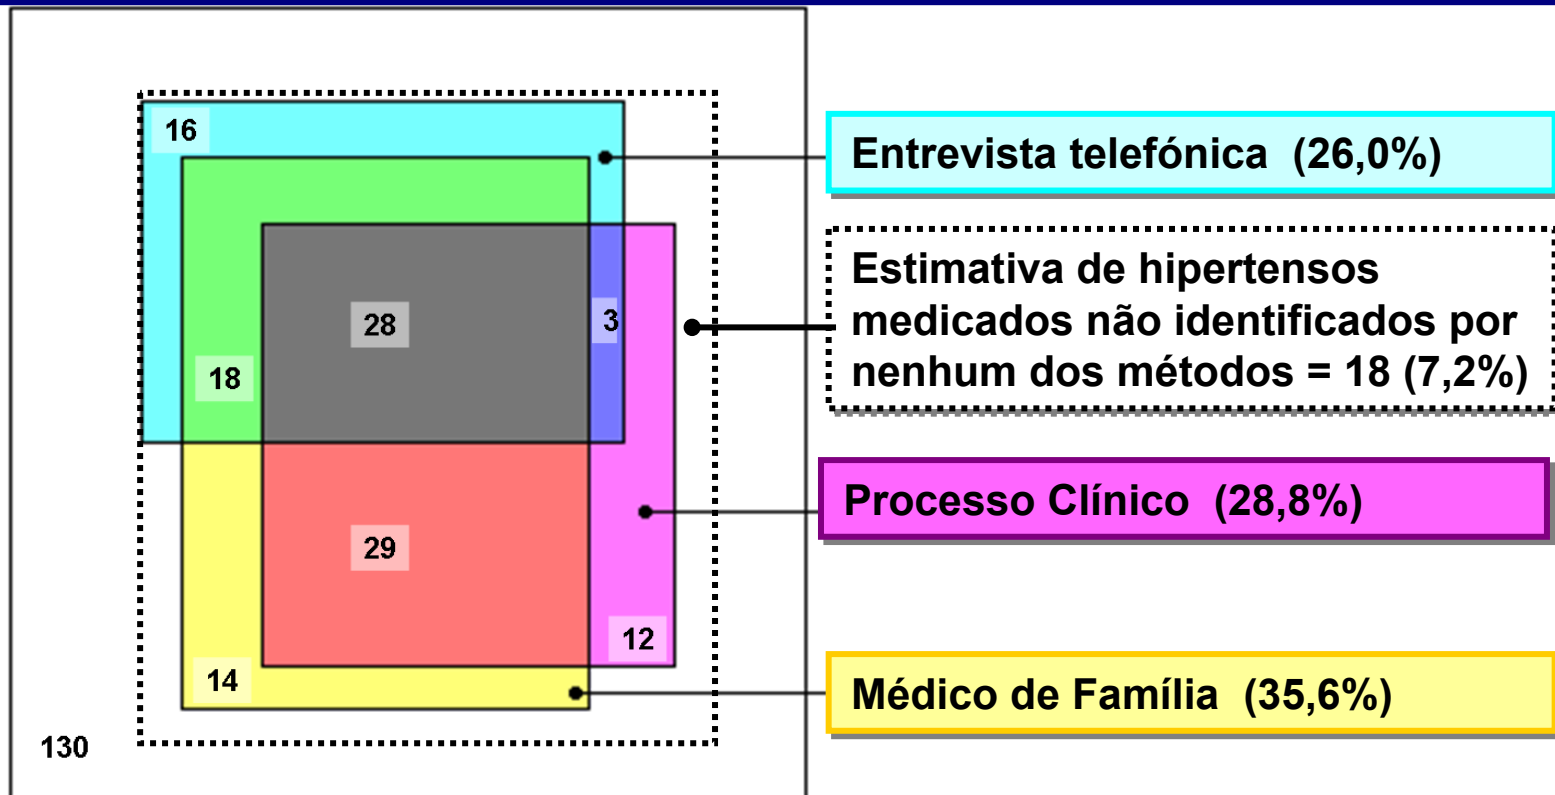 16
Entrevista telefónica (26,0%)
Estimativa de hipertensos
medicados não identificados por
nenhum dos métodos = 18 (7,2%)
28
3
18
Processo Clínico (28,8%)
29
12
14
Médico de Família (35,6%)
130